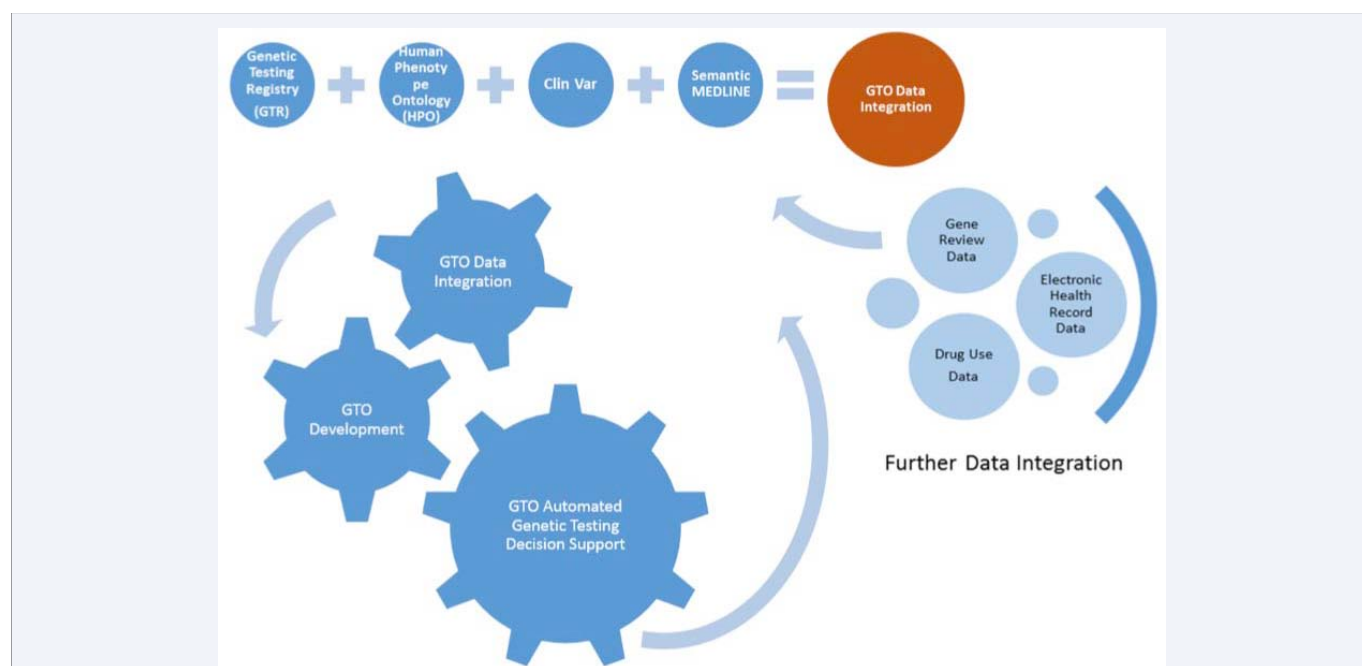 Genetic
Testing
Registry
(GTR)
Human
Phenoty
pe
Ontology
(HPO)
Clin Var
Semantic
MEDLINE
GTO Data
Integration
GTO Data
Integration
Gene
Review
Data
Electronic
Health
Record
Data
Drug Use
Data
GTO
Development
Further Data Integration
GTO Automated
Genetic Testing
Decision Support